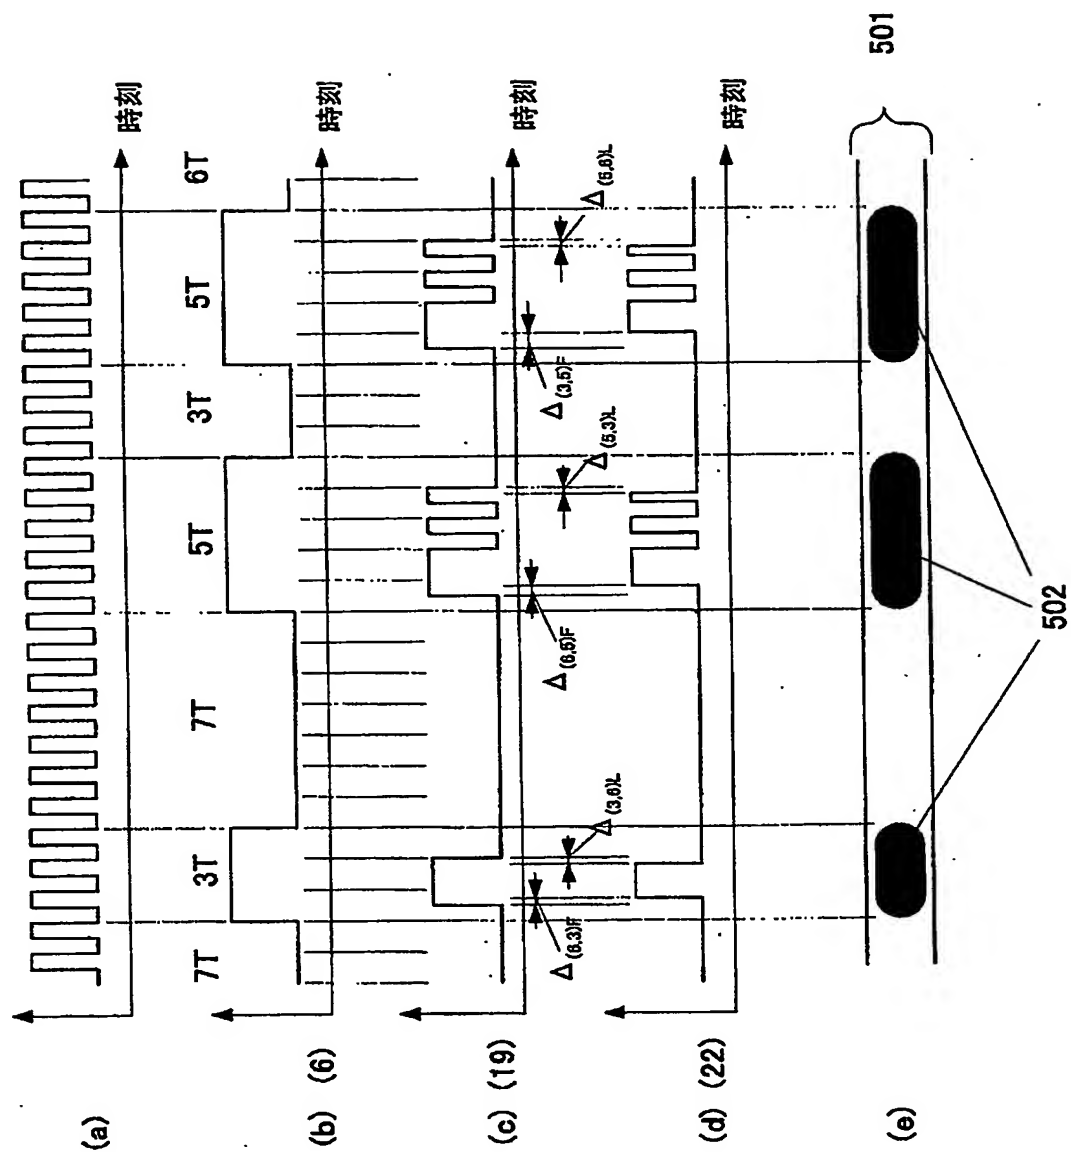 (a)
時刻
7T
3T
7T
5T
3T
5T
6T
(b) (6)
時刻
(c) (19)
時刻
Δ(6,3)F
Δ(3,6)L
Δ(6,5)F
Δ(5,3)L
Δ(3,5)F
Δ(5,6)L
(d) (22)
時刻
(e)
501
502